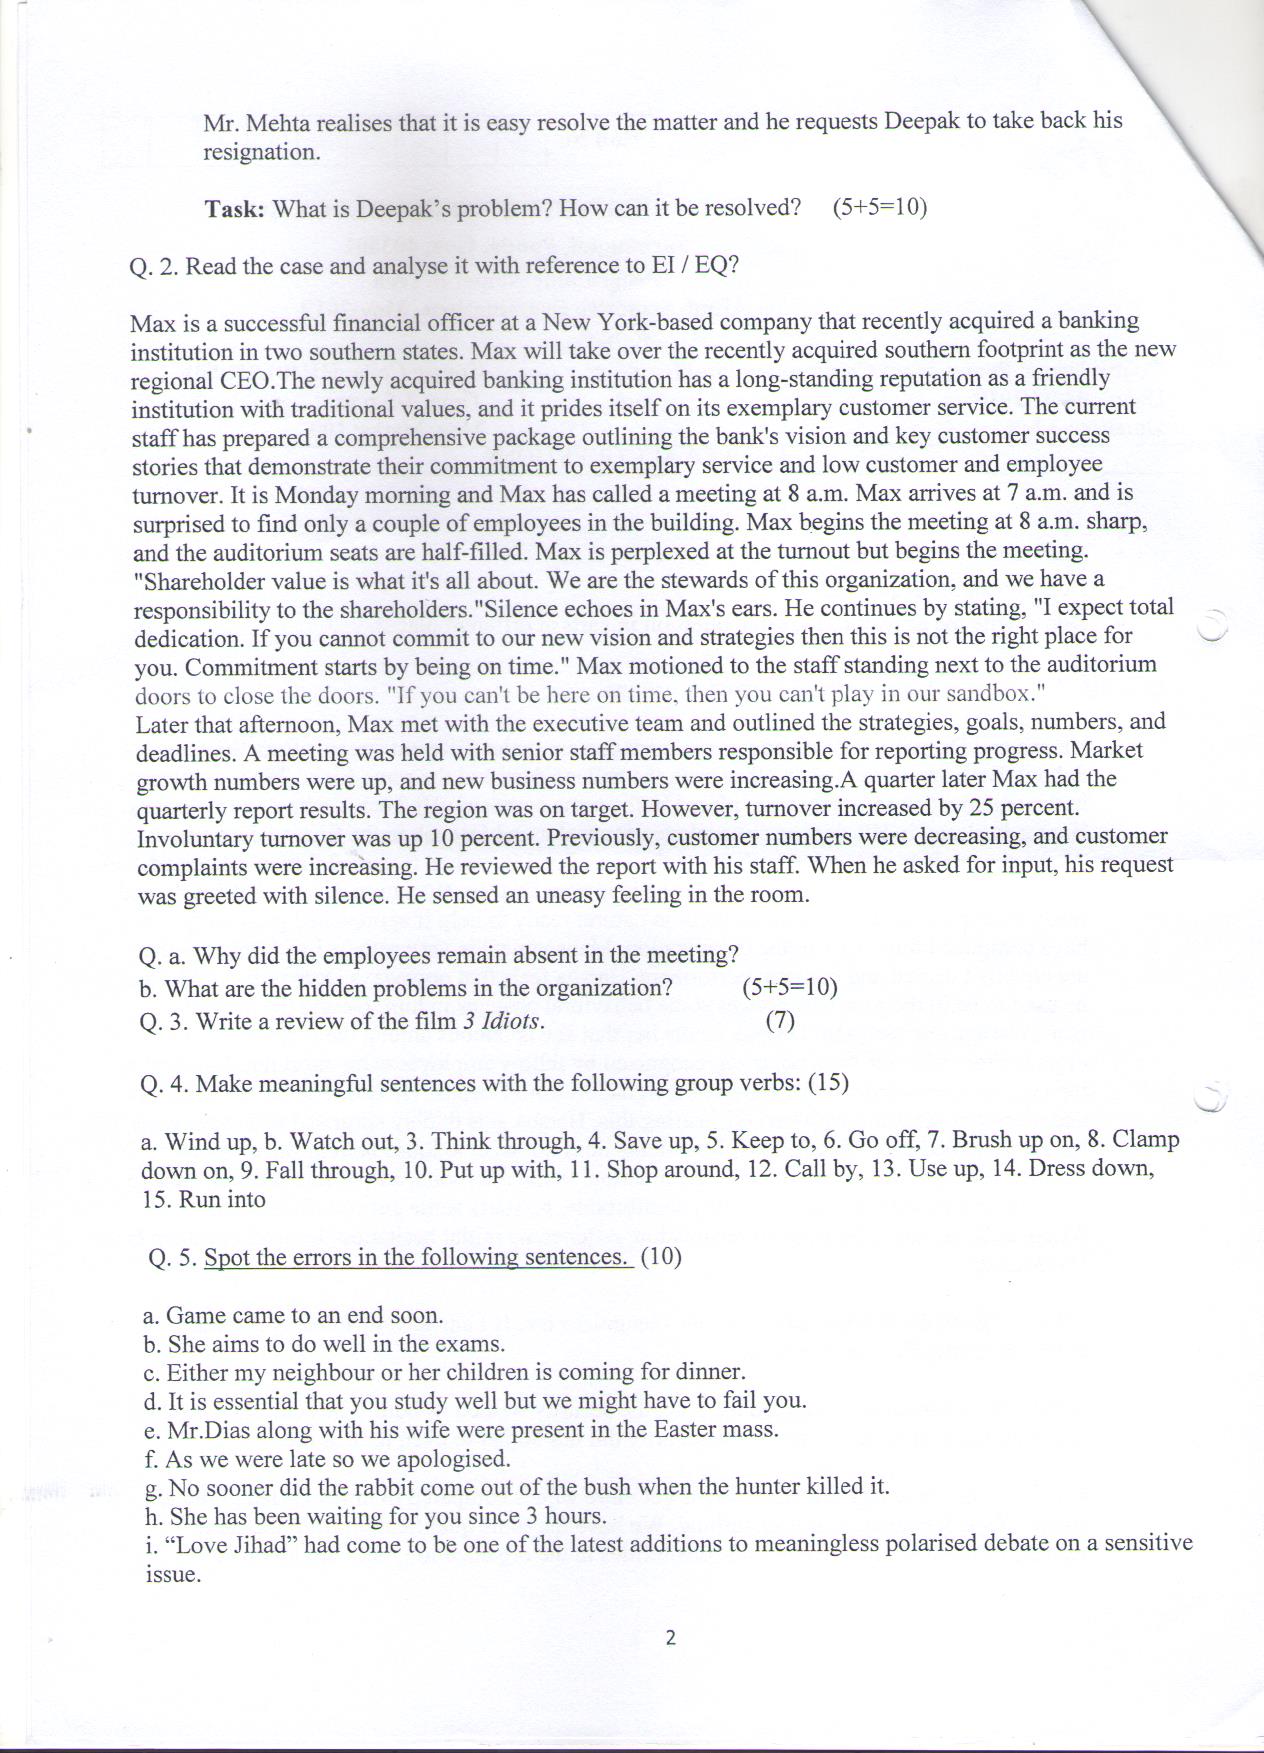 Mr. Mehta realises that it is easy resolve the matter and he requests Deepak to take back his
resignation.
Task: What is Deepak's problem? How can it be resolved? (5+5=10)
Q. 2. Read the case and analyse it with reference to EI / EQ?
Max is a successful financial officer at a New York-based company that recently acquired a banking
institution in two southern states. Max will take over the recently acquired southern footprint as the new
regional CEO.The newly acquired banking institution has a long-standing reputation as a friendly
institution with traditional values, and it prides itself on its exemplary customer service. The current
staff has prepared a comprehensive package outlining the bank's vision and key customer success
stories that demonstrate their commitment to exemplary service and low customer and employee
turnover. It is Monday morning and Max has called a meeting at 8 a.m. Max arrives at 7 a.m. and is
surprised to find only a couple of employees in the building. Max begins the meeting at 8 a.m. sharp,
and the auditorium seats are half-filled. Max is perplexed at the turnout but begins the meeting.
"Shareholder value is what it's all about. We are the stewards of this organization, and we have a
responsibility to the shareholders."Silence echoes in Max's ears. He continues by stating, "I expect total
dedication. If you cannot commit to our new vision and strategies then this is not the right place for
you. Commitment starts by being on time." Max motioned to the staff standing next to the auditorium
doors to close the doors. "If you can't be here on time, then you can't play in our sandbox."
Later that afternoon, Max met with the executive team and outlined the strategies, goals, numbers, and
deadlines. A meeting was held with senior staff members responsible for reporting progress. Market
growth numbers were up, and new business numbers were increasing.A quarter later Max had the
quarterly report results. The region was on target. However, turnover increased by 25 percent.
Involuntary turnover was up 10 percent. Previously, customer numbers were decreasing, and customer
complaints were increasing. He reviewed the report with his staff. When he asked for input, his request
was greeted with silence. He sensed an uneasy feeling in the room.
Q. a. Why did the employees remain absent in the meeting?
b. What are the hidden problems in the organization? (5+5=10)
Q. 3. Write a review of the film 3 Idiots. (7)
Q. 4. Make meaningful sentences with the following group verbs: (15)
a. Wind up, b. Watch out, 3. Think through, 4. Save up, 5. Keep to, 6. Go off, 7. Brush up on, 8. Clamp
down on, 9. Fall through, 10. Put up with, 11. Shop around, 12. Call by, 13. Use up, 14. Dress down,
15. Run into
Q. 5. Spot the errors in the following sentences. (10)
a. Game came to an end soon.
b. She aims to do well in the exams.
c. Either my neighbour or her children is coming for dinner.
d. It is essential that you study well but we might have to fail you.
e. Mr.Dias along with his wife were present in the Easter mass.
f. As we were late so we apologised.
g. No sooner did the rabbit come out of the bush when the hunter killed it.
h. She has been waiting for you since 3 hours.
i. “Love Jihad” had come to be one of the latest additions to meaningless polarised debate on a sensitive
issue.
2